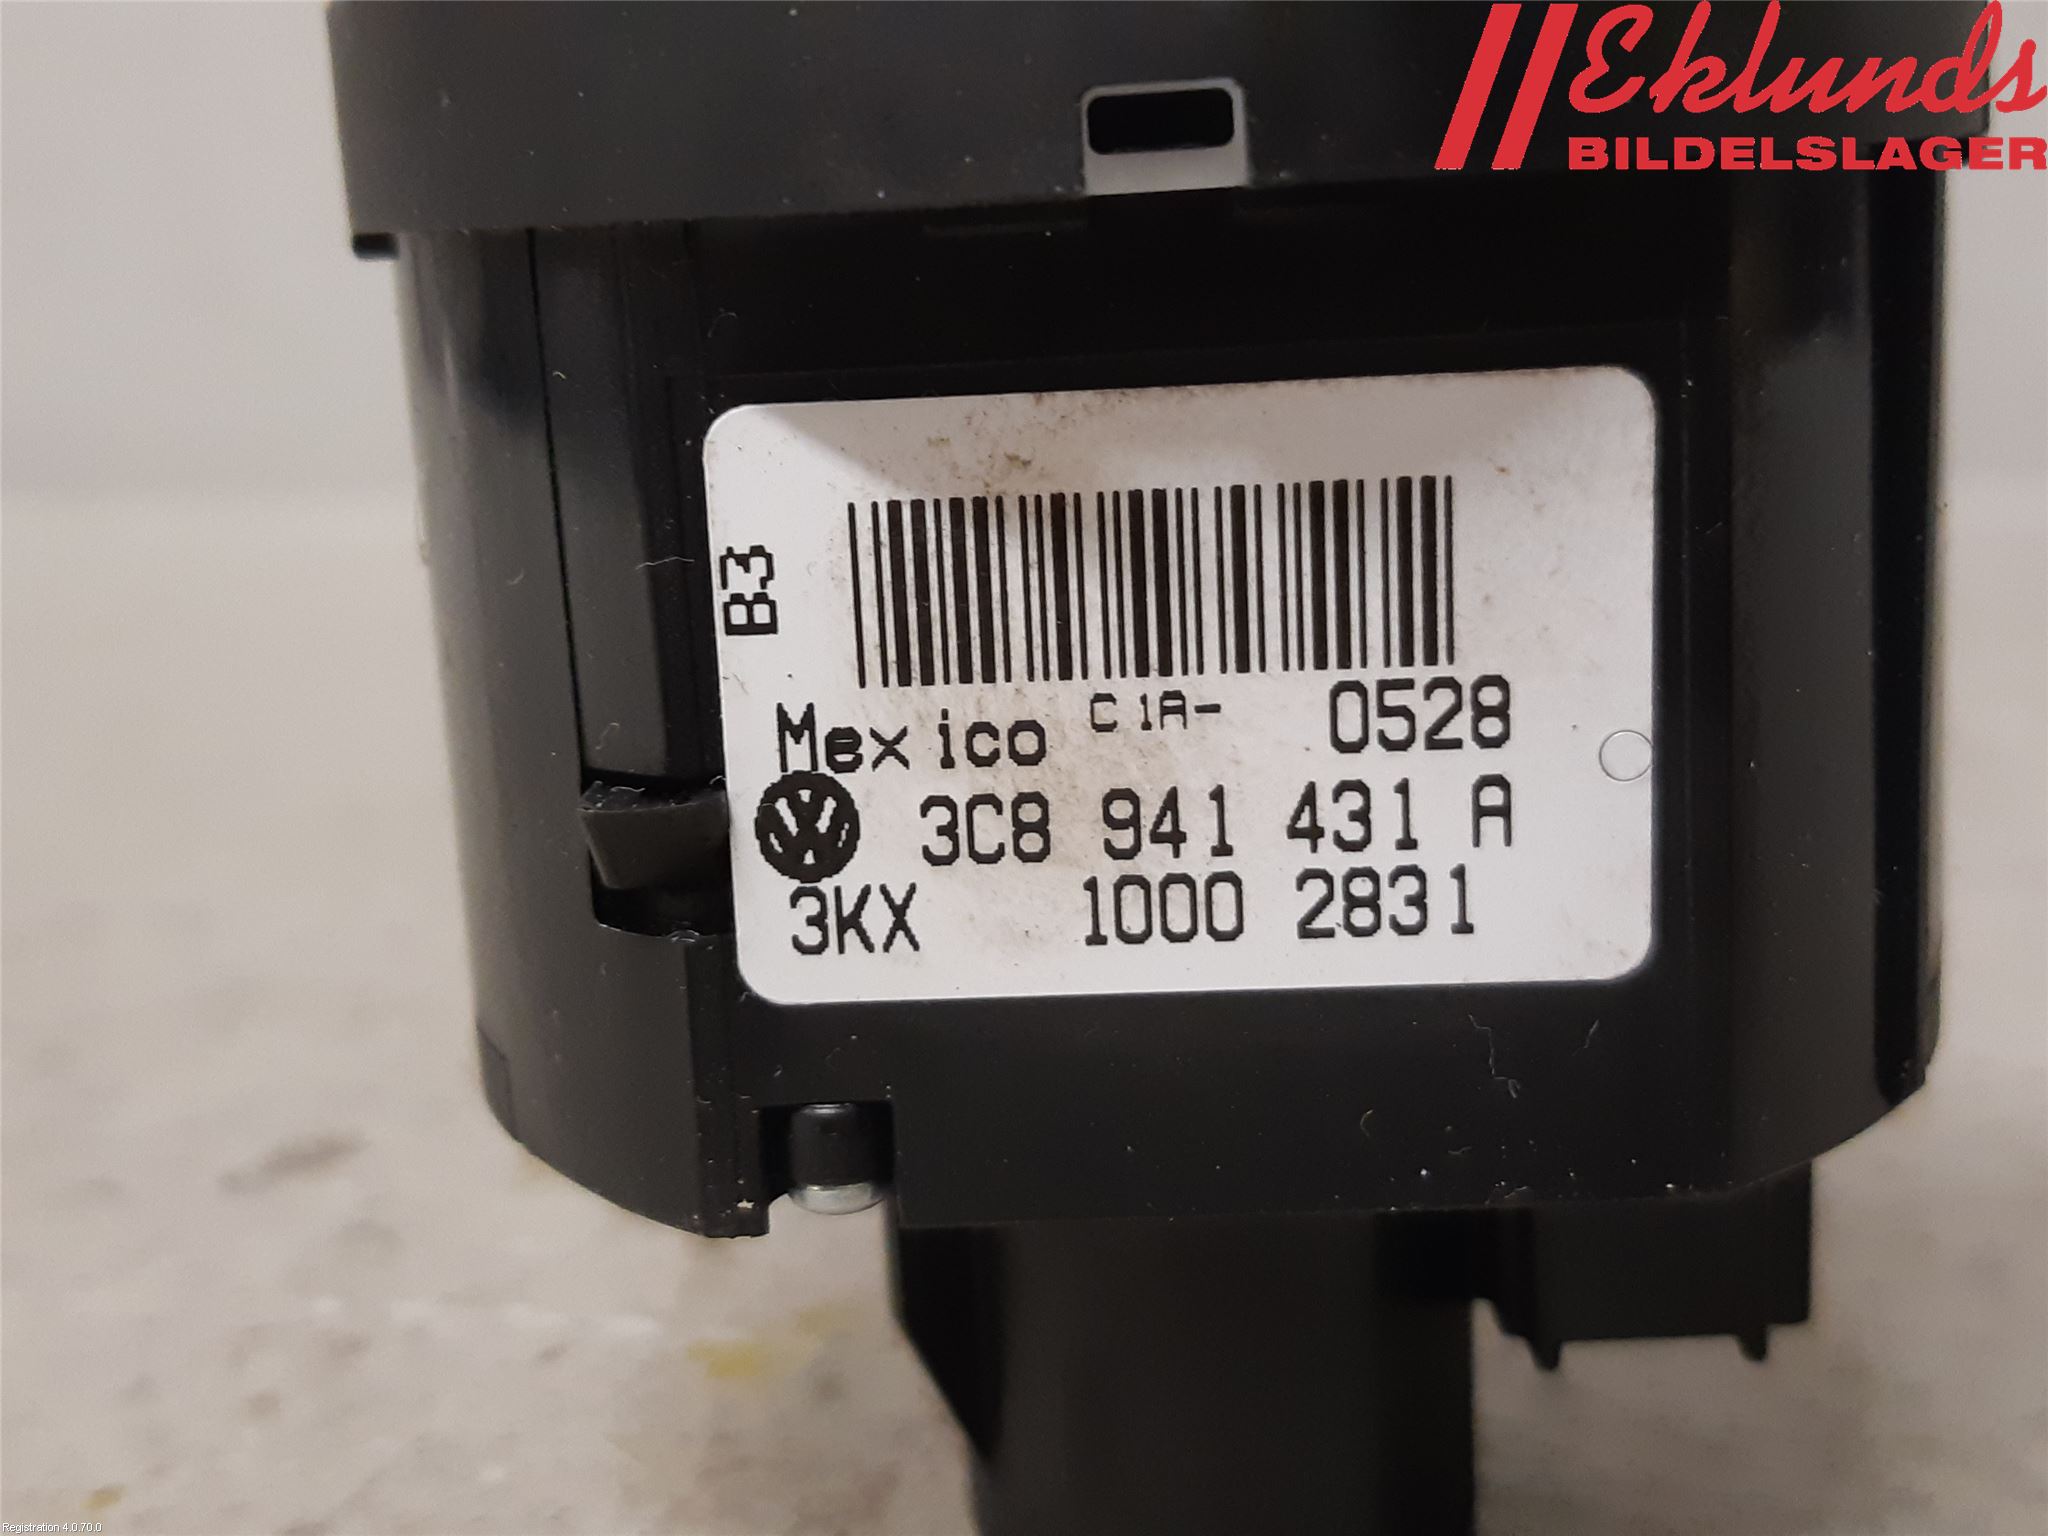 Eklunds
BILDELSLAGER
B3
Mexico C1A- 0528
3C8 941 431 A
3KX 1000 2831
Registration 4.0.70.0